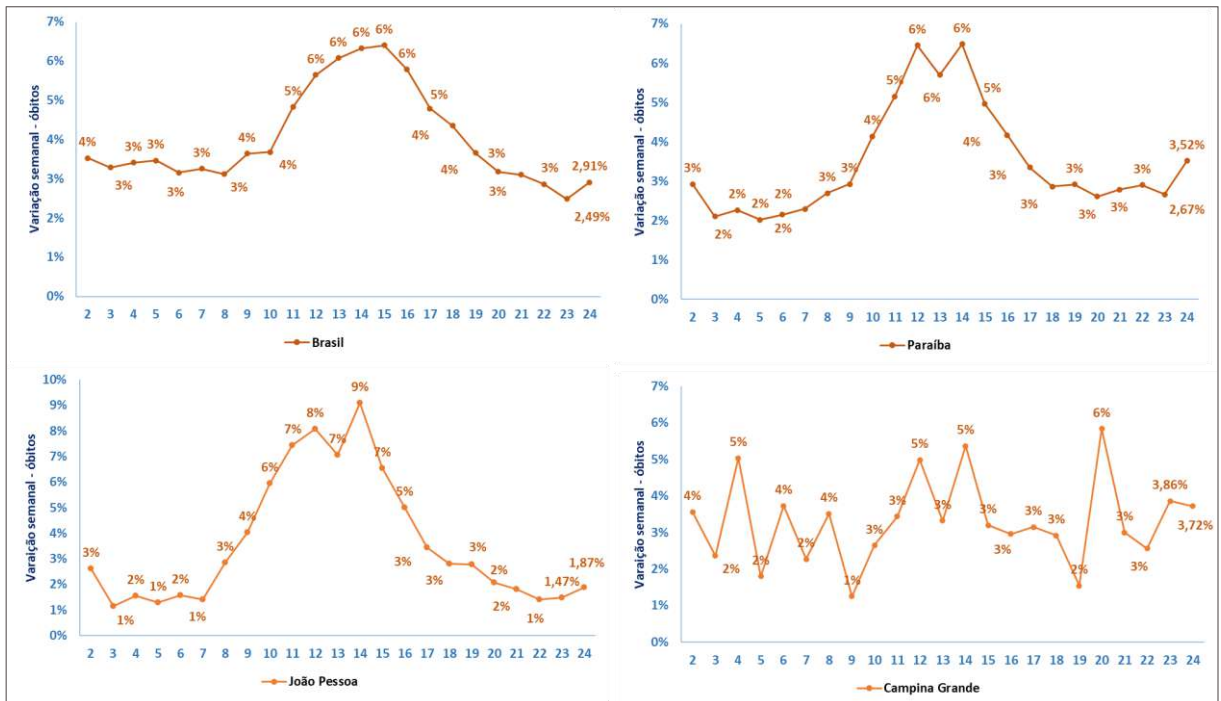 Variação semanal - óbitos
7%
6%
5%
4%
3%
2%
1%
0%
4% 3% 3% 3% 3% 3% 3% 4% 4% 5% 6% 6% 6% 6% 6% 5% 4% 4% 3% 3% 3% 2,49% 2,91%
2 3 4 5 6 7 8 9 10 11 12 13 14 15 16 17 18 19 20 21 22 23 24
Brasil
Variação semanal - óbitos
7%
6%
5%
4%
3%
2%
1%
0%
3% 2% 2% 2% 2% 2% 3% 3% 4% 5% 6% 6% 6% 5% 4% 3% 3% 3% 3% 3% 3% 2,67% 3,52%
2 3 4 5 6 7 8 9 10 11 12 13 14 15 16 17 18 19 20 21 22 23 24
Paraíba
Varaição semanal - óbitos
10%
9%
8%
7%
6%
5%
4%
3%
2%
1%
0%
3% 1% 2% 1% 2% 1% 3% 4% 6% 7% 8% 7% 9% 7% 5% 3% 3% 3% 2% 2% 1% 1,47% 1,87%
2 3 4 5 6 7 8 9 10 11 12 13 14 15 16 17 18 19 20 21 22 23 24
João Pessoa
Varaição semanal - óbitos
7%
6%
5%
4%
3%
2%
1%
0%
4% 2% 5% 2% 4% 2% 4% 1% 3% 3% 5% 3% 5% 3% 3% 3% 3% 2% 6% 3% 3% 3,86% 3,72%
2 3 4 5 6 7 8 9 10 11 12 13 14 15 16 17 18 19 20 21 22 23 24
Campina Grande